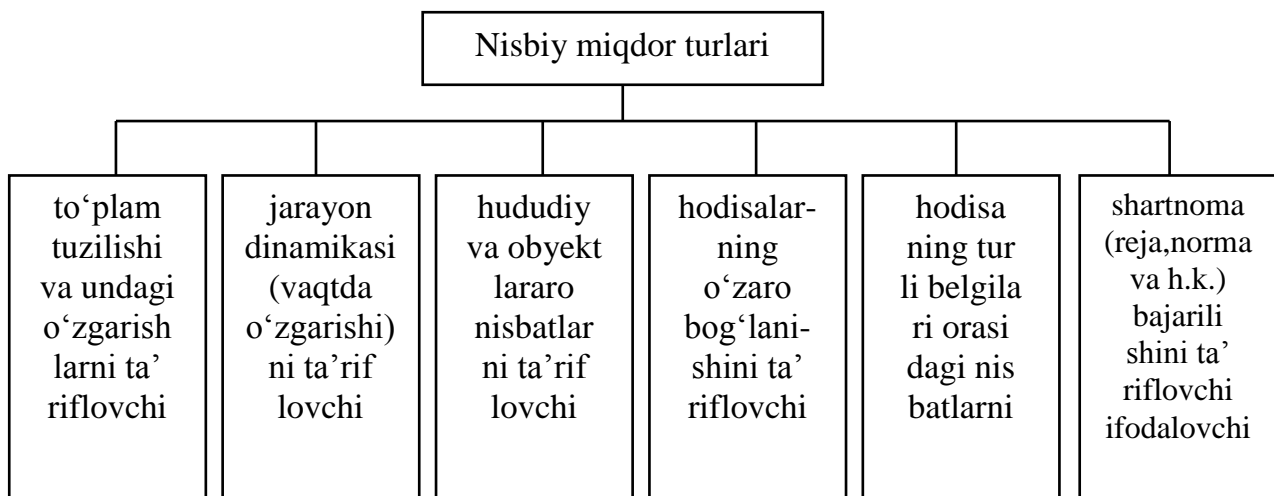 Nisbiy miqdor turlari
to‘plam
tuzilishi
va undagi
o‘zgarish
larni ta’
riflovchi
jarayon
dinamikasi
(vaqtda
o‘zgarishi)
ni ta’rif
lovchi
hududiy
va obyekt
lararo
nisbatlar
ni ta’rif
lovchi
hodisalar-
ning
o‘zaro
bog‘lani-
shini ta’
riflovchi
hodisa
ning tur
li belgila
ri orasi
dagi nis
batlarni
shartnoma
(reja,norma
va h.k.)
bajarili
shini ta’
riflovchi
ifodalovchi